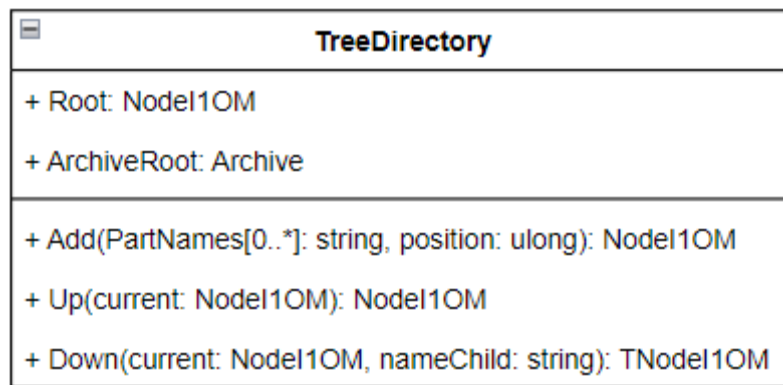 TreeDirectory
+ Root: NodeI1OM
+ ArchiveRoot: Archive
+ Add(PartNames[0..*]: string, position: ulong): NodeI1OM
+ Up(current: NodeI1OM): NodeI1OM
+ Down(current: NodeI1OM, nameChild: string): TNodeI1OM